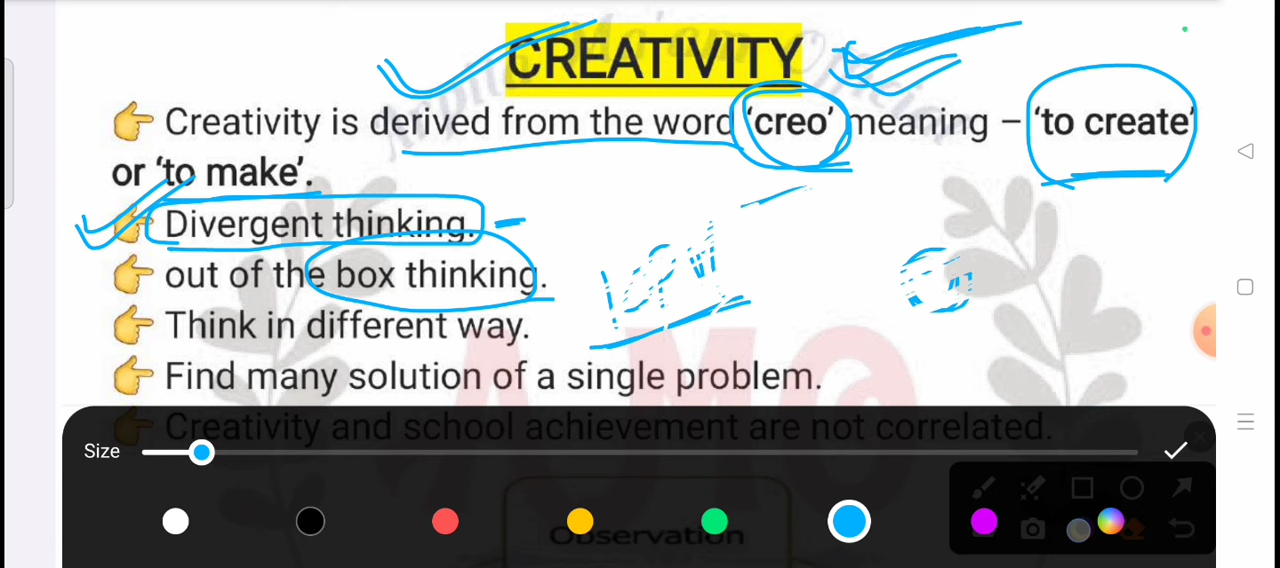 CREATIVITY
Creativity is derived from the word 'creo' meaning – 'to create'
or 'to make'.
Divergent thinking.
out of the box thinking.
Think in different way.
Find many solution of a single problem.
Creativity and school achievement are not correlated.
Size
Observation